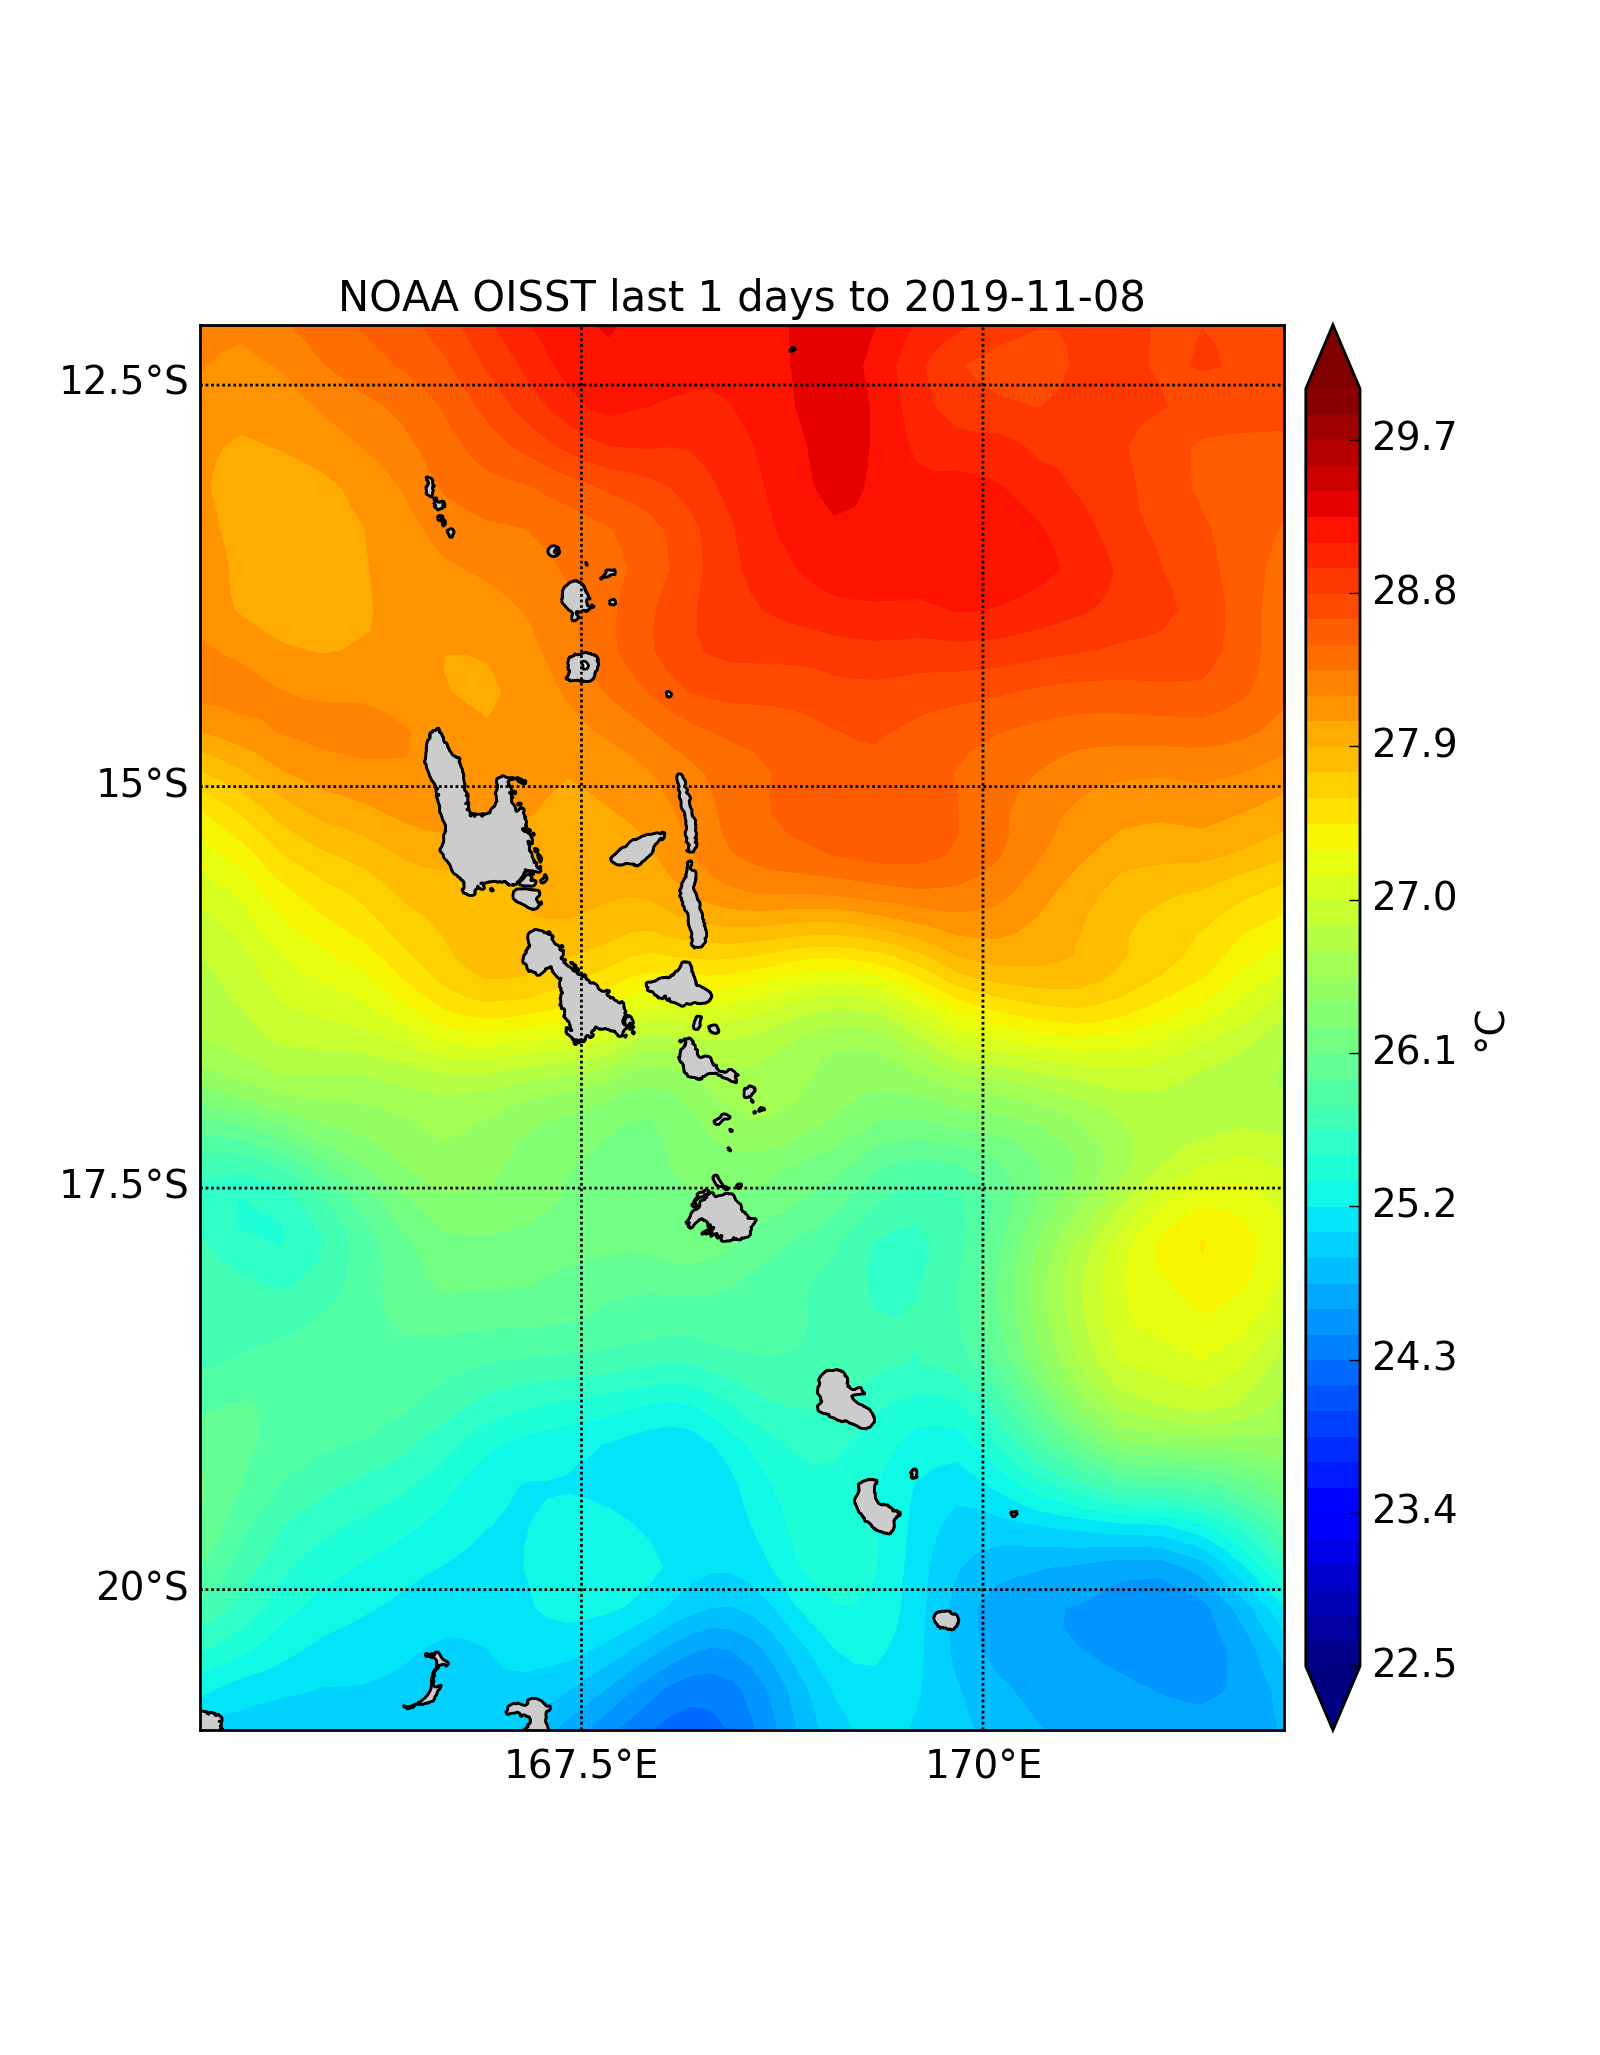 NOAA OISST last 1 days to 2019-11-08
12.5°S
15°S
17.5°S
20°S
167.5°E
170°E
29.7
28.8
27.9
27.0
26.1
25.2
24.3
23.4
22.5
°C